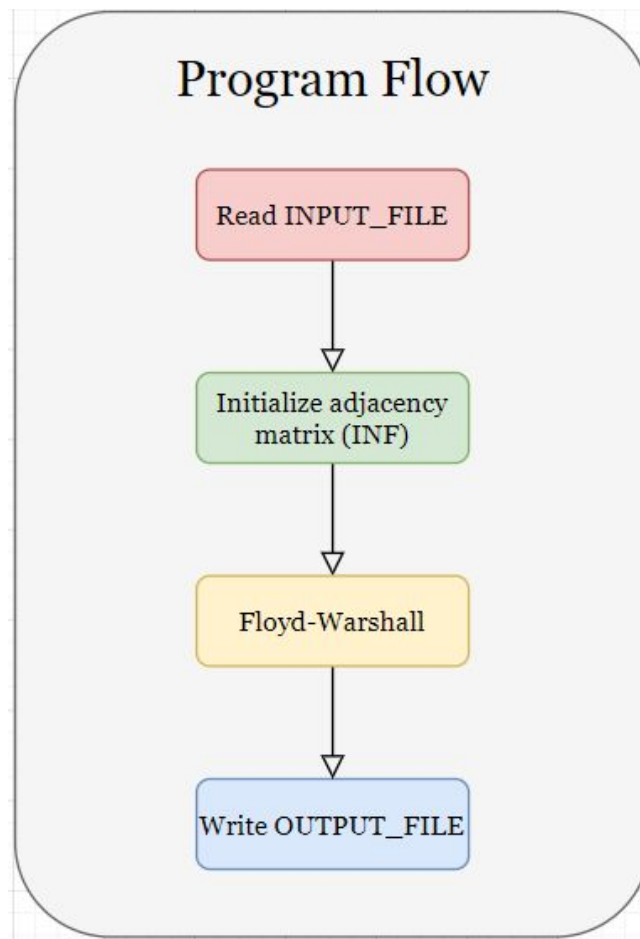 Program Flow
Read INPUT_FILE
Initialize adjacency
matrix (INF)
Floyd-Warshall
Write OUTPUT_FILE